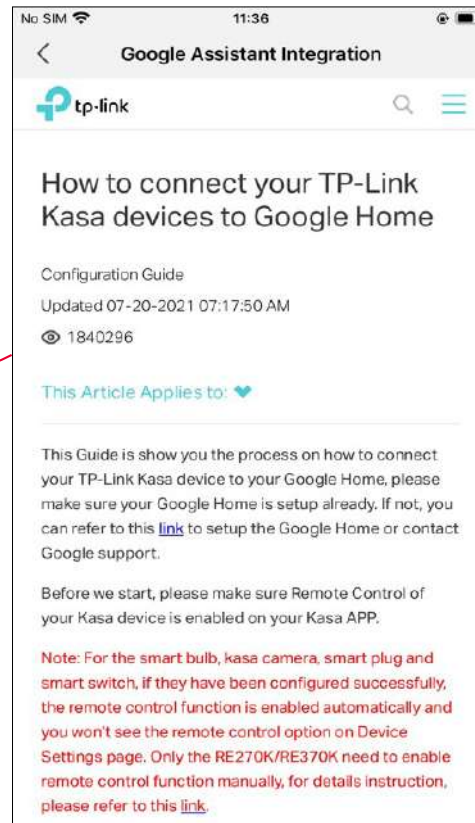 No SIM 11:36
Google Assistant Integration
tp-link
How to connect your TP-Link
Kasa devices to Google Home
Configuration Guide
Updated 07-20-2021 07:17:50 AM
1840296
This Article Applies to:
This Guide is show you the process on how to connect
your TP-Link Kasa device to your Google Home, please
make sure your Google Home is setup already. If not, you
can refer to this link to setup the Google Home or contact
Google support.
Before we start, please make sure Remote Control of
your Kasa device is enabled on your Kasa APP.
Note: For the smart bulb, kasa camera, smart plug and
smart switch, if they have been configured successfully,
the remote control function is enabled automatically and
you won't see the remote control option on Device
Settings page. Only the RE270K/RE370K need to enable
remote control function manually, for details instruction,
please refer to this link.